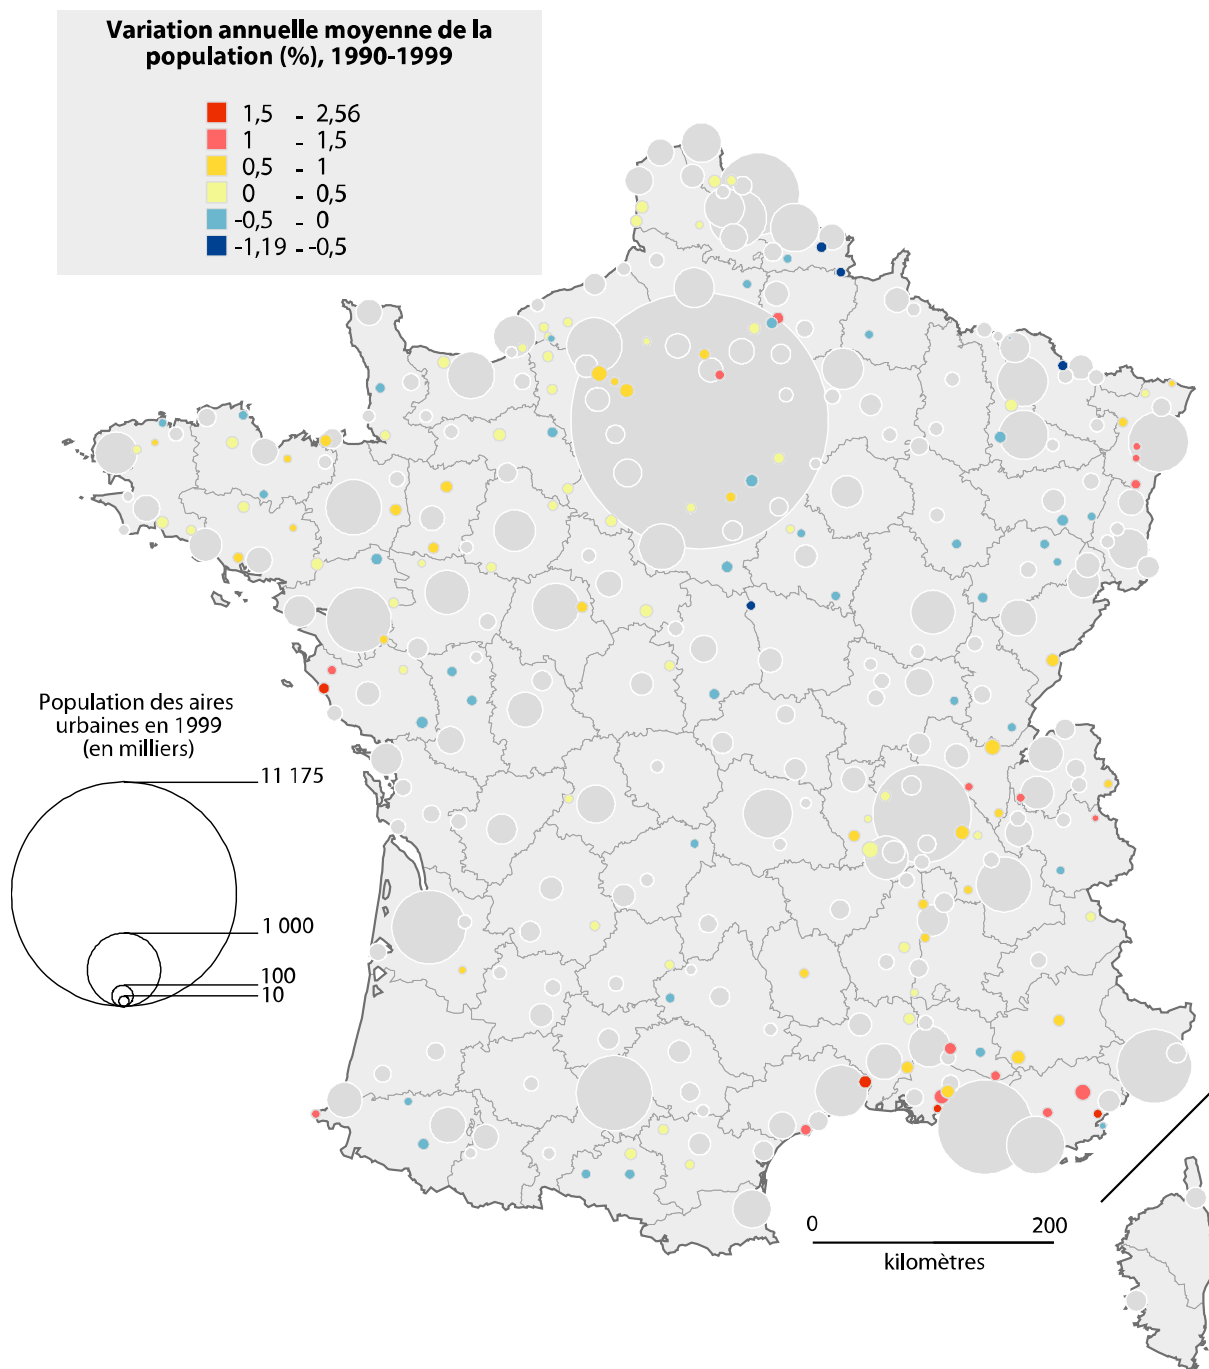 Variation annuelle moyenne de la
population (%), 1990-1999
1,5 - 2,56
1 - 1,5
0,5 - 1
0 - 0,5
-0,5 - 0
-1,19 - -0,5
Population des aires
urbaines en 1999
(en milliers)
11 175
1 000
100
10
0 200
kilomètres